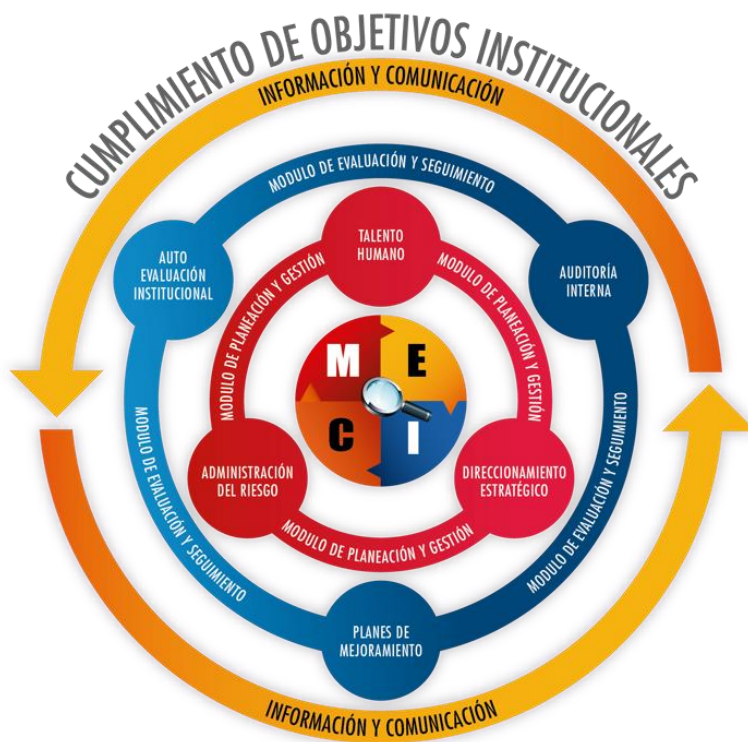 CUMPLIMIENTO DE OBJETIVOS INSTITUCIONALES
INFORMACIÓN Y COMUNICACIÓN
MODULO DE EVALUACIÓN Y SEGUIMIENTO
AUTO
EVALUACIÓN
INSTITUCIONAL
TALENTO
HUMANO
AUDITORÍA
INTERNA
MODULO DE PLANEACIÓN Y GESTIÓN
MODULO DE PLANEACIÓN Y GESTIÓN
M E
C I
MODULO DE EVALUACIÓN Y SEGUIMIENTO
MODULO DE EVALUACIÓN Y SEGUIMIENTO
ADMINISTRACIÓN
DEL RIESGO
DIRECCIONAMIENTO
ESTRATÉGICO
MODULO DE PLANEACIÓN Y GESTIÓN
PLANES DE
MEJORAMIENTO
INFORMACIÓN Y COMUNICACIÓN